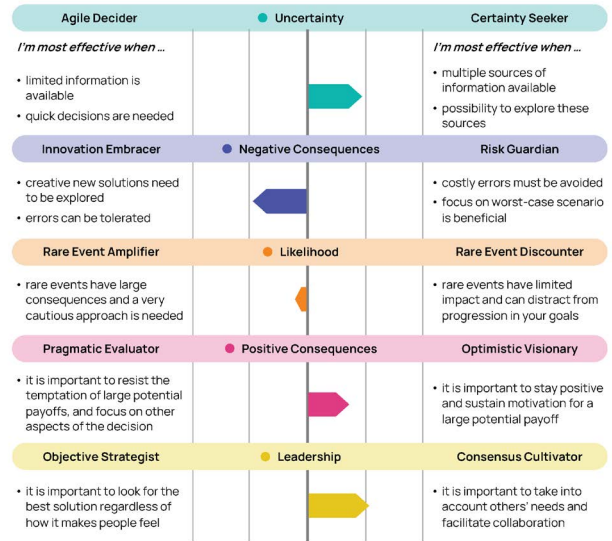 Agile Decider Uncertainty Certainty Seeker
I'm most effective when ...
• limited information is
available
• quick decisions are needed
I'm most effective when ...
• multiple sources of
information available
• possibility to explore these
sources
Innovation Embracer Negative Consequences Risk Guardian
• creative new solutions need
to be explored
• errors can be tolerated
• costly errors must be avoided
• focus on worst-case scenario
is beneficial
Rare Event Amplifier Likelihood Rare Event Discounter
• rare events have large
consequences and a very
cautious approach is needed
• rare events have limited
impact and can distract from
progression in your goals
Pragmatic Evaluator Positive Consequences Optimistic Visionary
• it is important to resist the
temptation of large potential
payoffs, and focus on other
aspects of the decision
• it is important to stay positive
and sustain motivation for a
large potential payoff
Objective Strategist Leadership Consensus Cultivator
• it is important to look for the
best solution regardless of
how it makes people feel
• it is important to take into
account others' needs and
facilitate collaboration